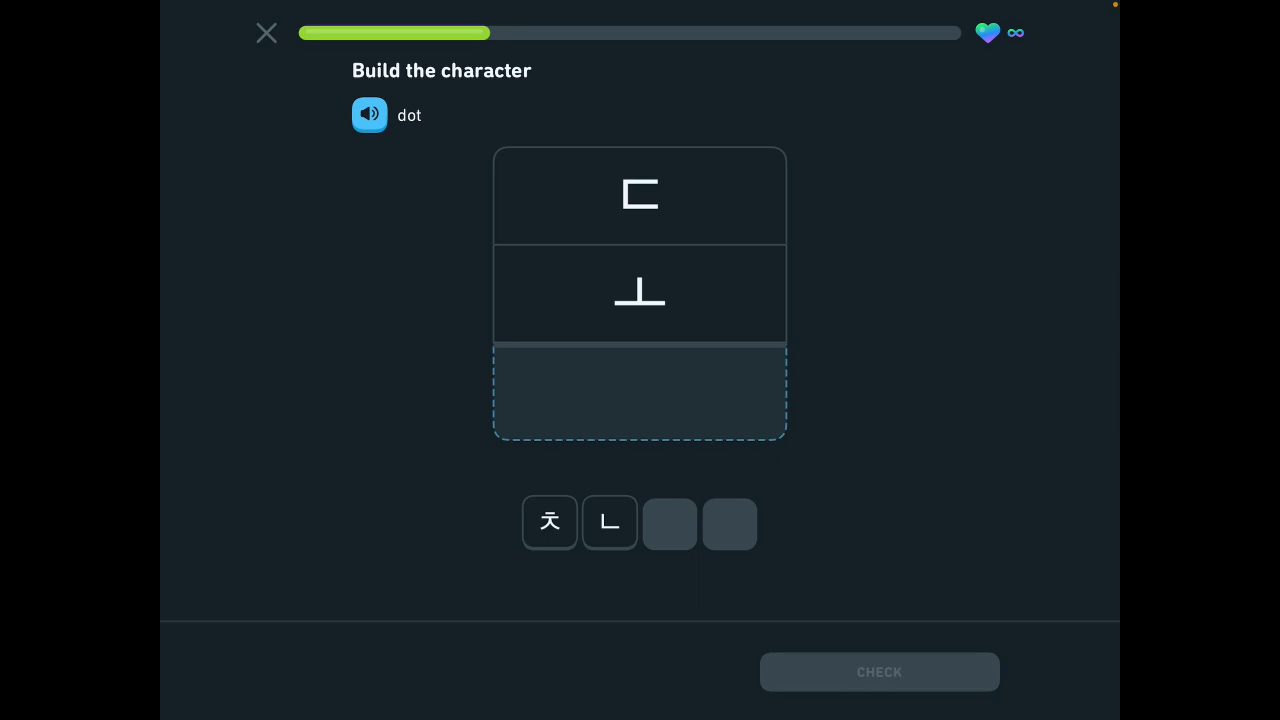 Build the character
dot
ㄷ
ㅗ
ㅊ ㄴ
CHECK